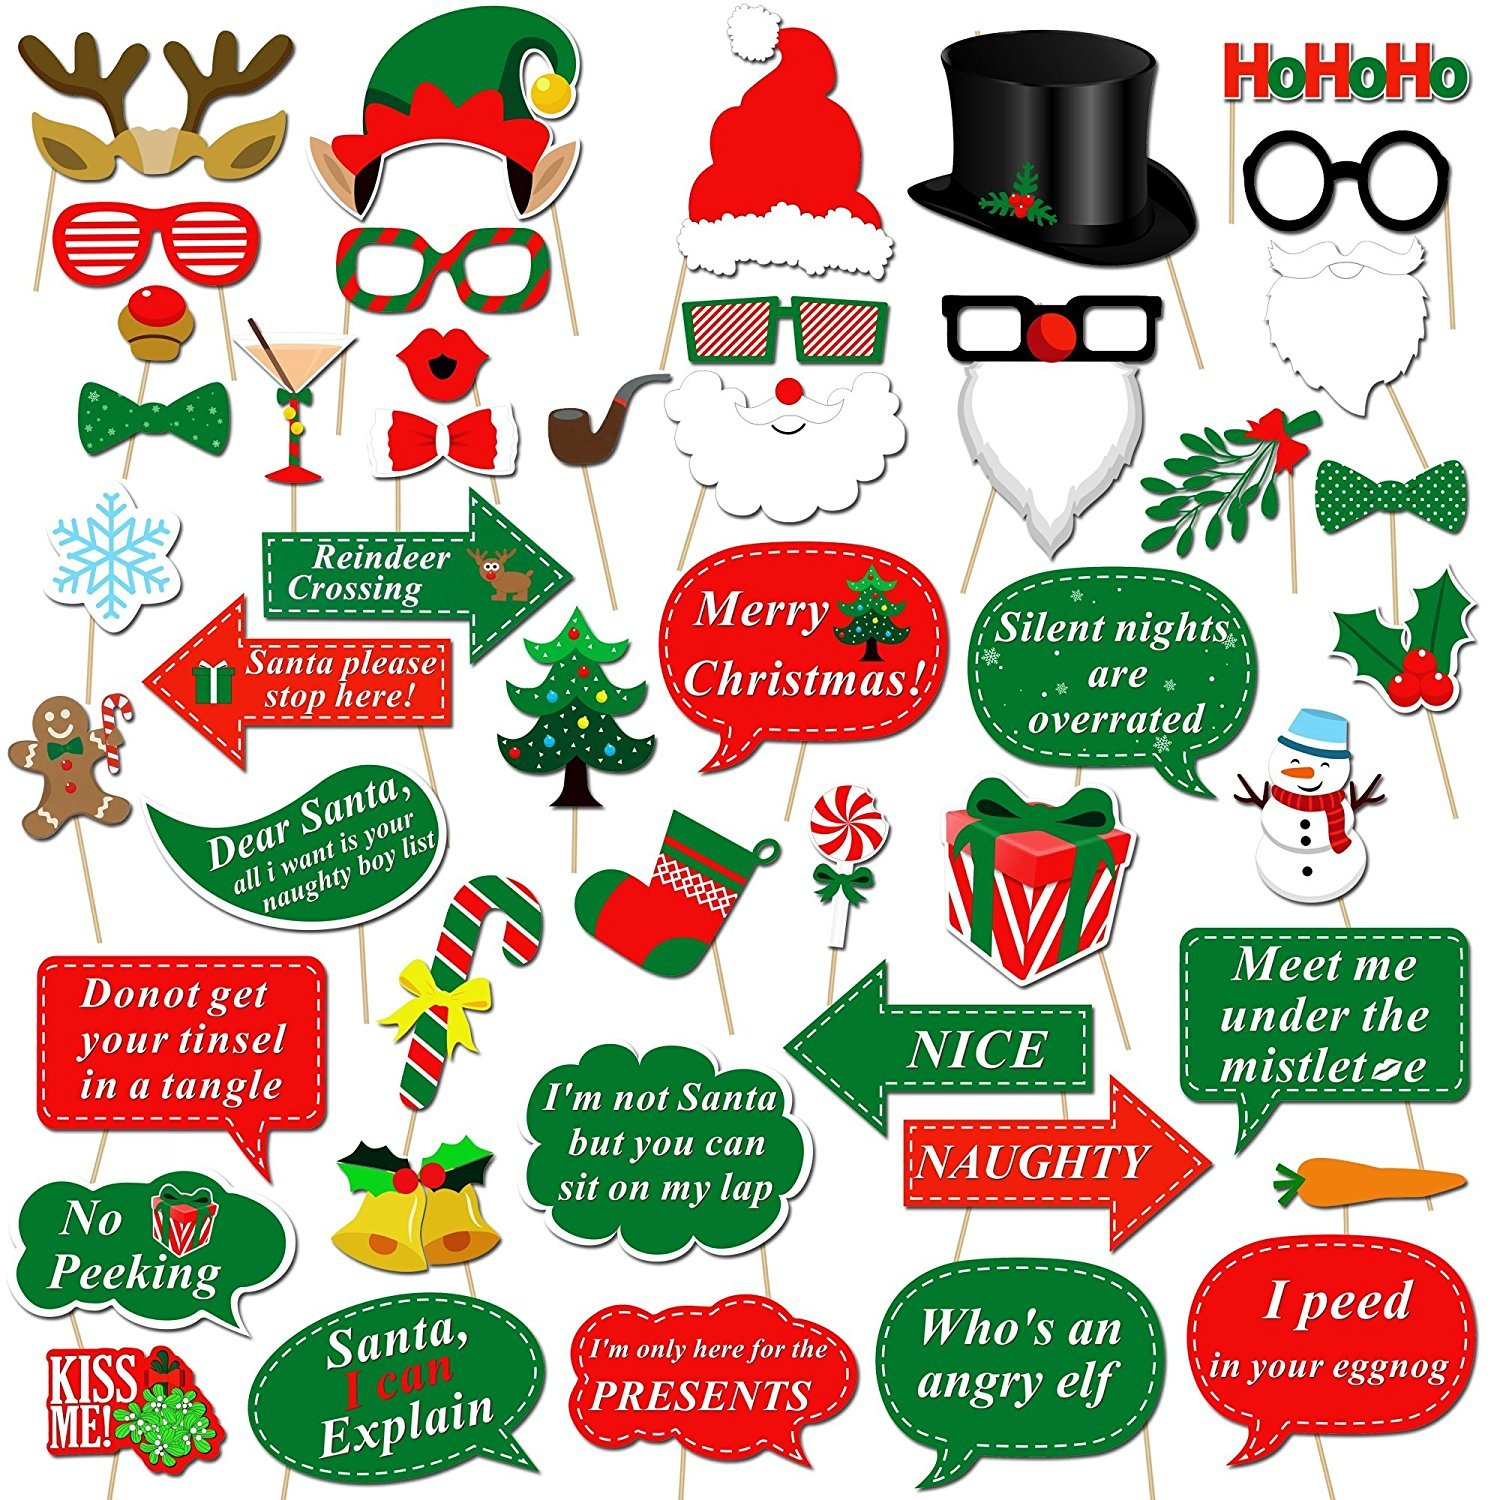 HoHoHo
Reindeer
Crossing
Santa please
stop here!
Merry
Christmas!
Silent nights
are
overrated
Dear Santa,
all i want is your
naughty boy list
Donot get
your tinsel
in a tangle
NICE
Meet me
under the
mistletoe
I'm not Santa
but you can
sit on my lap
NAUGHTY
No
Peeking
Santa,
I can
Explain
I'm only here for the
PRESENTS
Who's an
angry elf
I peed
in your eggnog
KISS
ME!